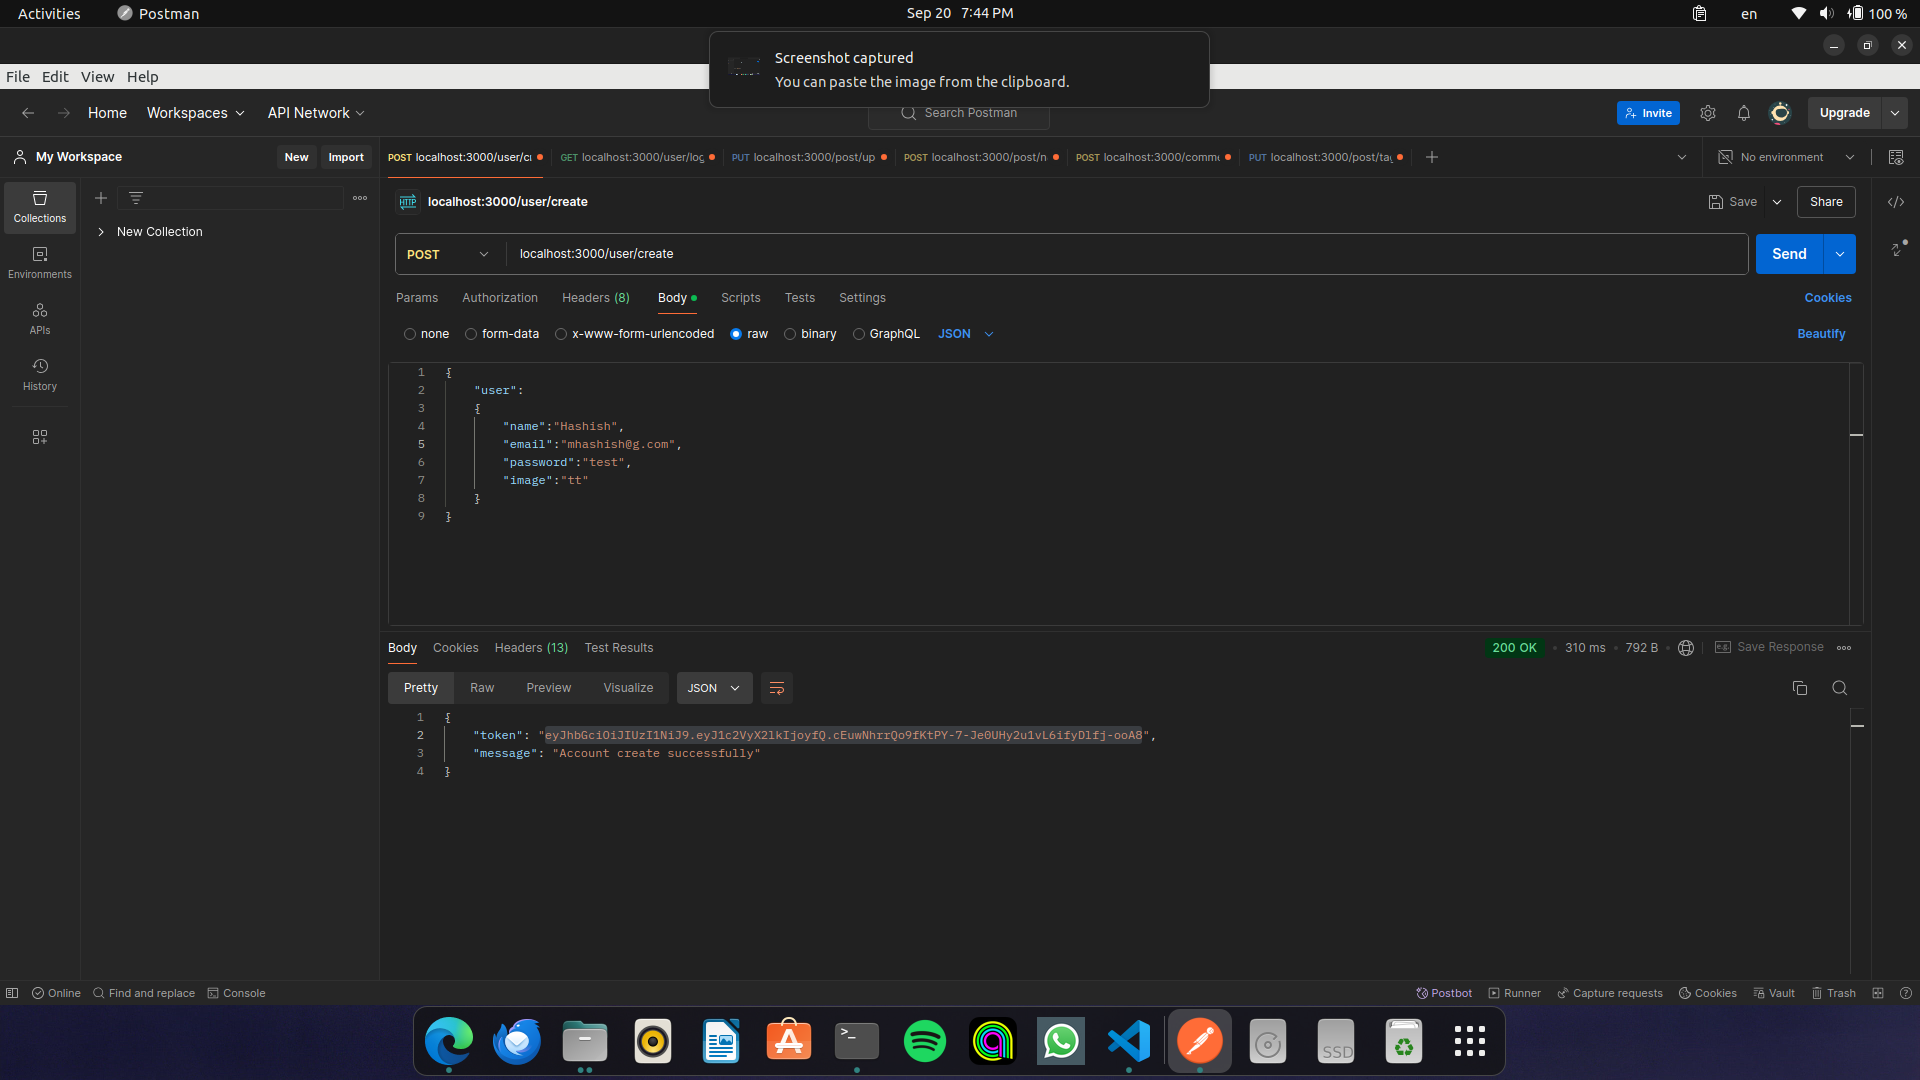 Activities Postman Sep 20 7:44 PM en 100 %
Screenshot captured
You can paste the image from the clipboard.
File Edit View Help
Home Workspaces API Network Search Postman Invite Upgrade
My Workspace New Import POST localhost:3000/user/cr GET localhost:3000/user/log PUT localhost:3000/post/up POST localhost:3000/post/n POST localhost:3000/comme PUT localhost:3000/post/tag No environment
Collections
New Collection
Environments
APIs
History
HTTP localhost:3000/user/create Save Share
POST localhost:3000/user/create Send
Params Authorization Headers (8) Body Scripts Tests Settings Cookies
none form-data x-www-form-urlencoded raw binary GraphQL JSON Beautify
1 {
2 "user":
3 {
4 "name":"Hashish",
5 "email":"mhashish@g.com",
6 "password":"test",
7 "image":"tt"
8 }
9 }
Body Cookies Headers (13) Test Results 200 OK 310 ms 792 B e.g. Save Response
Pretty Raw Preview Visualize JSON
1 {
2 "token": "eyJhbGciOiJIUzI1NiJ9.eyJ1c2VyX2lkIjoyfQ.cEuwNhrrQo9fKtPY-7-Je0UHy2u1vL6ifyDlfj-ooA8",
3 "message": "Account create successfully"
4 }
Online Find and replace Console Postbot Runner Capture requests Cookies Vault Trash
SSD